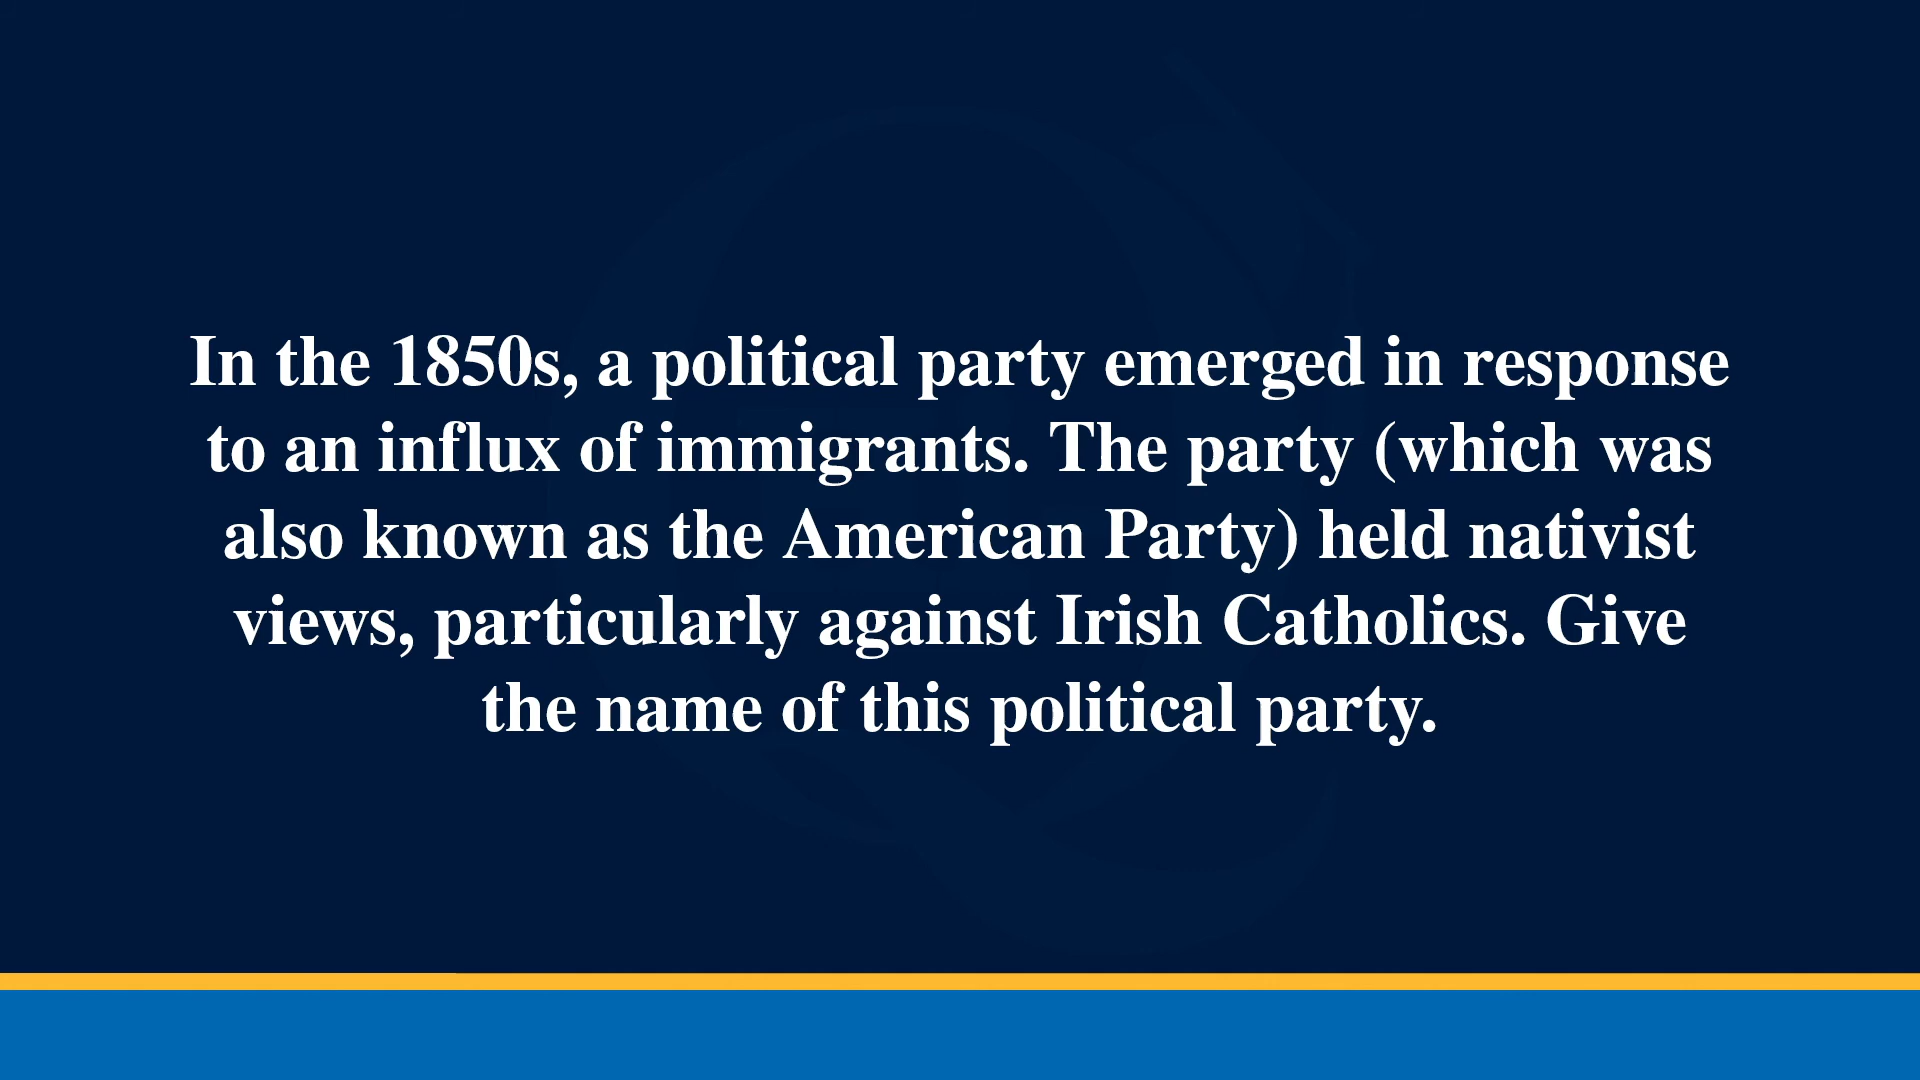 In the 1850s, a political party emerged in response
to an influx of immigrants. The party (which was
also known as the American Party) held nativist
views, particularly against Irish Catholics. Give
the name of this political party.